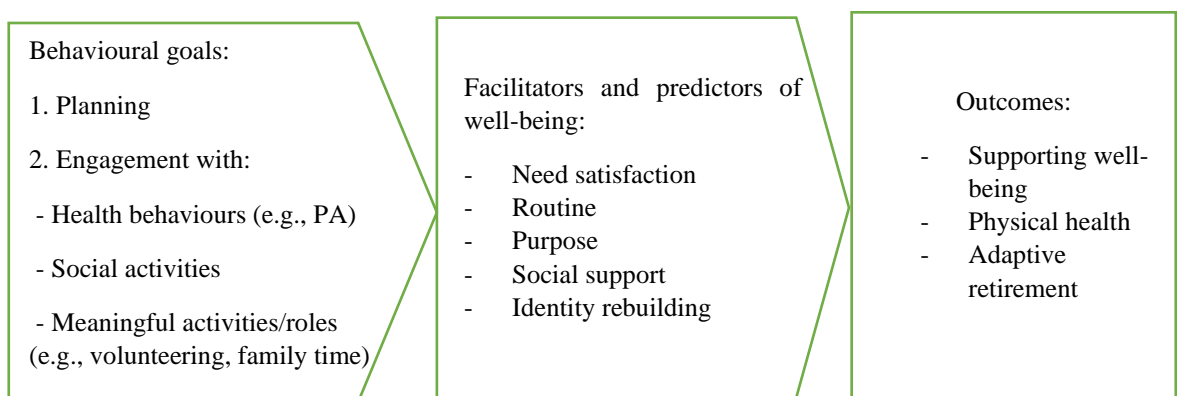 Behavioural goals:
1. Planning
2. Engagement with:
- Health behaviours (e.g., PA)
- Social activities
- Meaningful activities/roles
(e.g., volunteering, family time)
Facilitators and predictors of
well-being:
- Need satisfaction
- Routine
- Purpose
- Social support
- Identity rebuilding
Outcomes:
- Supporting well-
being
- Physical health
- Adaptive
retirement